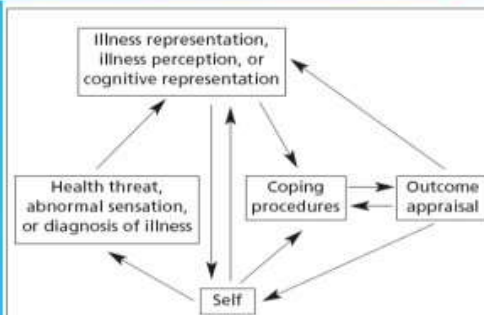 Illness representation,
illness perception, or
cognitive representation
Health threat,
abnormal sensation,
or diagnosis of illness
Coping
procedures
Outcome
appraisal
Self